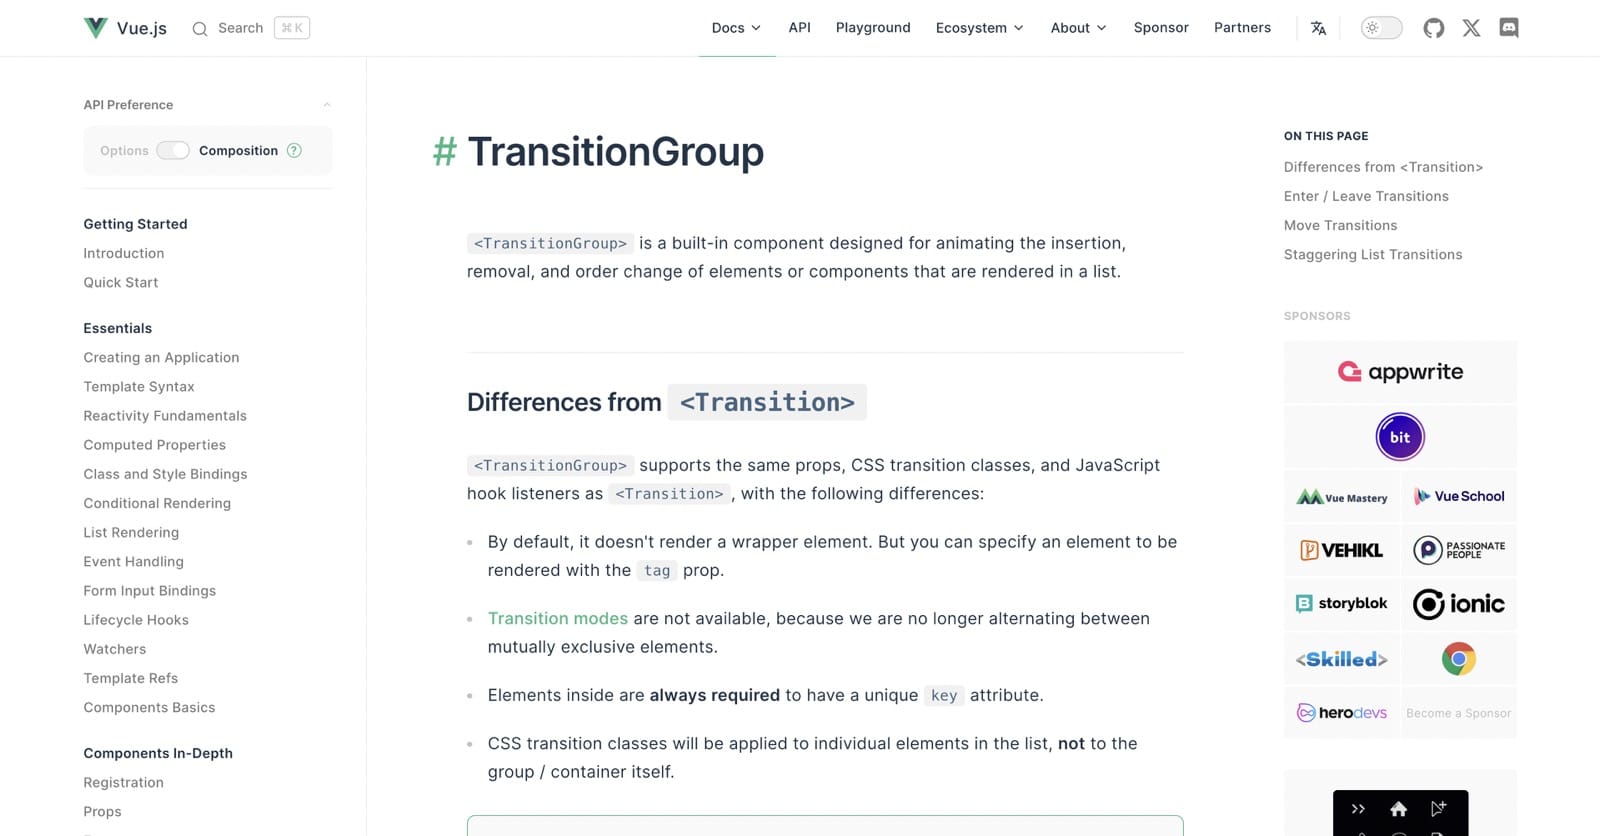 Vue.js
Search ⌘ K
Docs
API
Playground
Ecosystem
About
Sponsor
Partners
API Preference
Options Composition ?
Getting Started
Introduction
Quick Start
Essentials
Creating an Application
Template Syntax
Reactivity Fundamentals
Computed Properties
Class and Style Bindings
Conditional Rendering
List Rendering
Event Handling
Form Input Bindings
Lifecycle Hooks
Watchers
Template Refs
Components Basics
Components In-Depth
Registration
Props
# TransitionGroup
<TransitionGroup> is a built-in component designed for animating the insertion,
removal, and order change of elements or components that are rendered in a list.
Differences from <Transition>
<TransitionGroup> supports the same props, CSS transition classes, and JavaScript
hook listeners as <Transition>, with the following differences:
• By default, it doesn't render a wrapper element. But you can specify an element to be
rendered with the tag prop.
• Transition modes are not available, because we are no longer alternating between
mutually exclusive elements.
• Elements inside are always required to have a unique key attribute.
• CSS transition classes will be applied to individual elements in the list, not to the
group / container itself.
ON THIS PAGE
Differences from <Transition>
Enter / Leave Transitions
Move Transitions
Staggering List Transitions
SPONSORS
appwrite
bit
Vue Mastery
Vue School
VEHIKL
PASSIONATE
PEOPLE
storyblok
ionic
<Skilled>
herodevs
Become a Sponsor